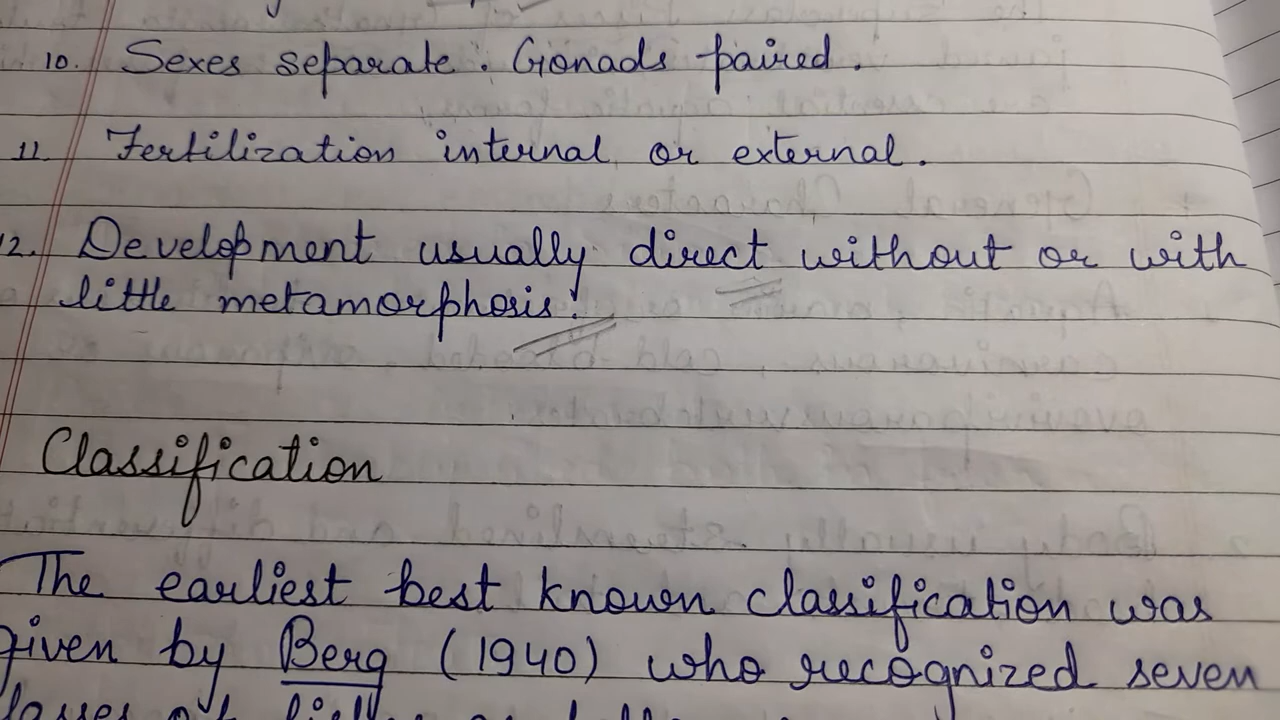 10. Sexes separate. Gonads paired.
11. Fertilization internal or external.
12. Development usually direct without or with
little metamorphosis.
Classification
The earliest best known classification was
given by Berg (1940) who recognized seven